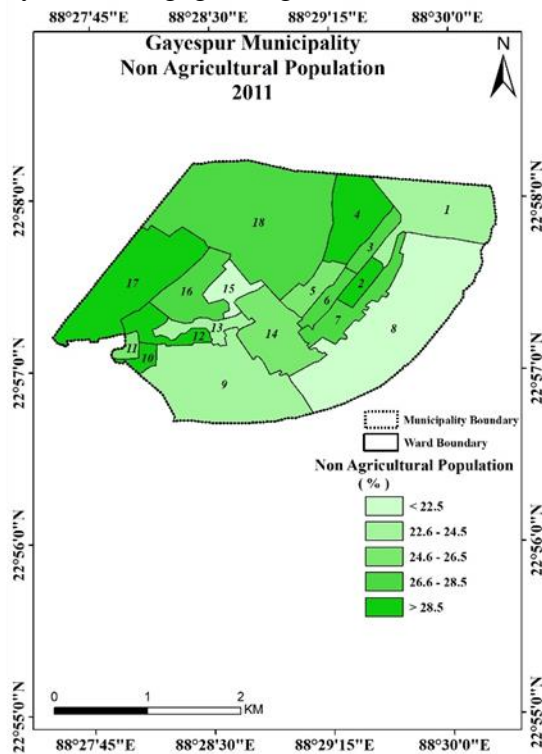 88°27'45"E 88°28'30"E 88°29'15"E 88°30'0"E
Gayespur Municipality
Non Agricultural Population
2011
N
22°58'0"N
22°58'0"N
18
4
1
3
17
16
15
5
6
2
7
8
14
13
12
11
10
9
22°57'0"N
22°57'0"N
Municipality Boundary
Ward Boundary
Non Agricultural Population
( % )
< 22.5
22.6 - 24.5
24.6 - 26.5
26.6 - 28.5
> 28.5
22°56'0"N
22°56'0"N
0 1 2
KM
22°55'0"N
22°55'0"N
88°27'45"E 88°28'30"E 88°29'15"E 88°30'0"E